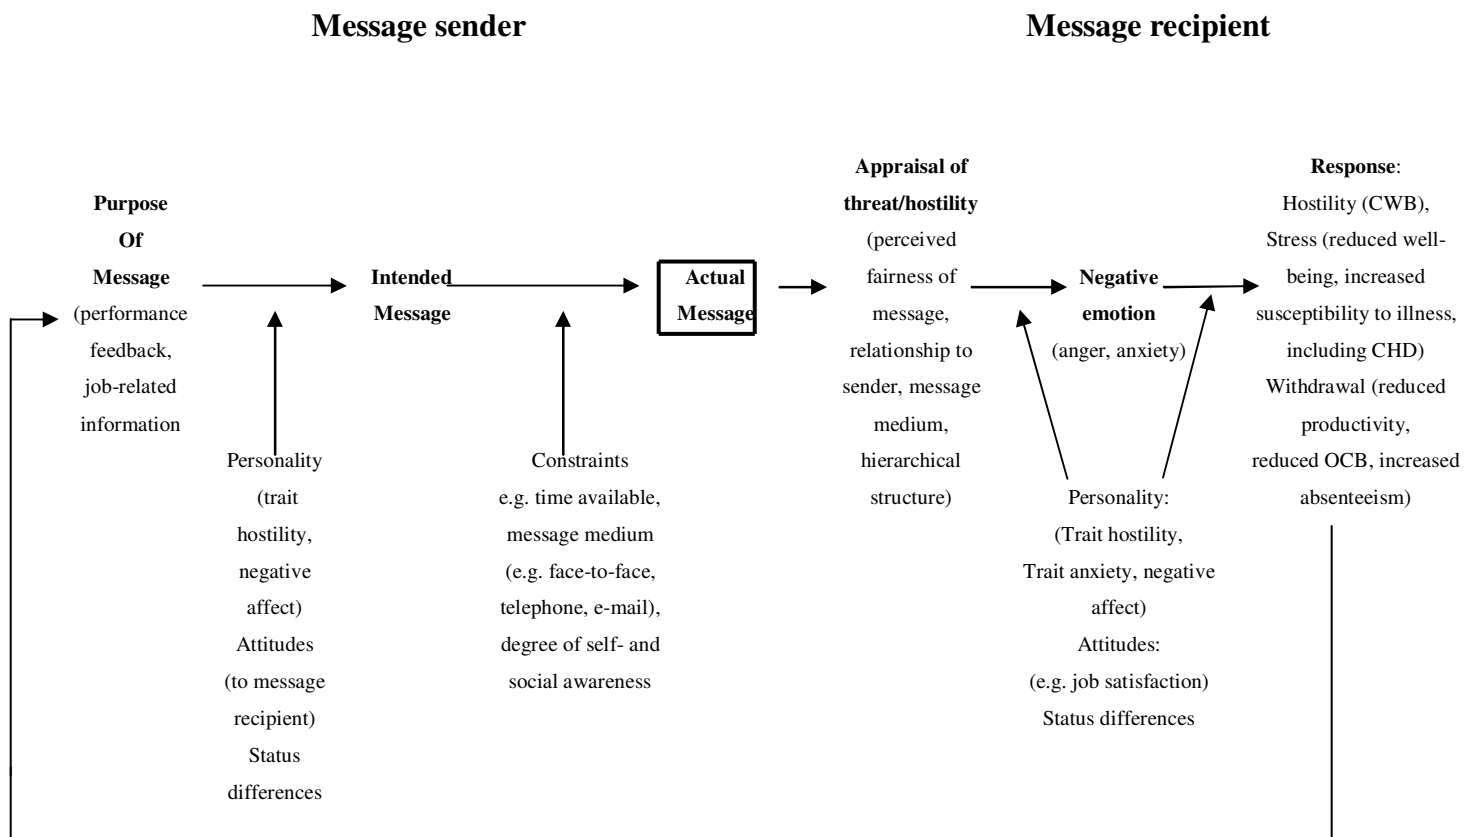 Message sender
Message recipient
Purpose
Of
Message
(performance
feedback,
job-related
information
Personality
(trait
hostility,
negative
affect)
Attitudes
(to message
recipient)
Status
differences
Intended
Message
Constraints
e.g. time available,
message medium
(e.g. face-to-face,
telephone, e-mail),
degree of self- and
social awareness
Actual
Message
Appraisal of
threat/hostility
(perceived
fairness of
message,
relationship to
sender, message
medium,
hierarchical
structure)
Negative
emotion
(anger, anxiety)
Personality:
(Trait hostility,
Trait anxiety, negative
affect)
Attitudes:
(e.g. job satisfaction)
Status differences
Response:
Hostility (CWB),
Stress (reduced well-
being, increased
susceptibility to illness,
including CHD)
Withdrawal (reduced
productivity,
reduced OCB, increased
absenteeism)